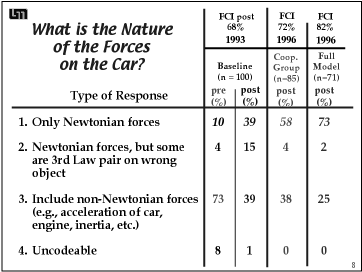 What is the Nature
of the Forces
on the Car?
FCI post
68%
1993
FCI
72%
1996
FCI
82%
1996
Baseline
(n = 100)
Coop.
Group
(n=85)
Full
Model
(n=71)
Type of Response
pre
(%)
post
(%)
post
(%)
post
(%)
1. Only Newtonian forces 10 39 58 73
2. Newtonian forces, but some
are 3rd Law pair on wrong
object
4 15 4 2
3. Include non-Newtonian forces
(e.g., acceleration of car,
engine, inertia, etc.)
73 39 38 25
4. Uncodeable 8 1 0 0
8